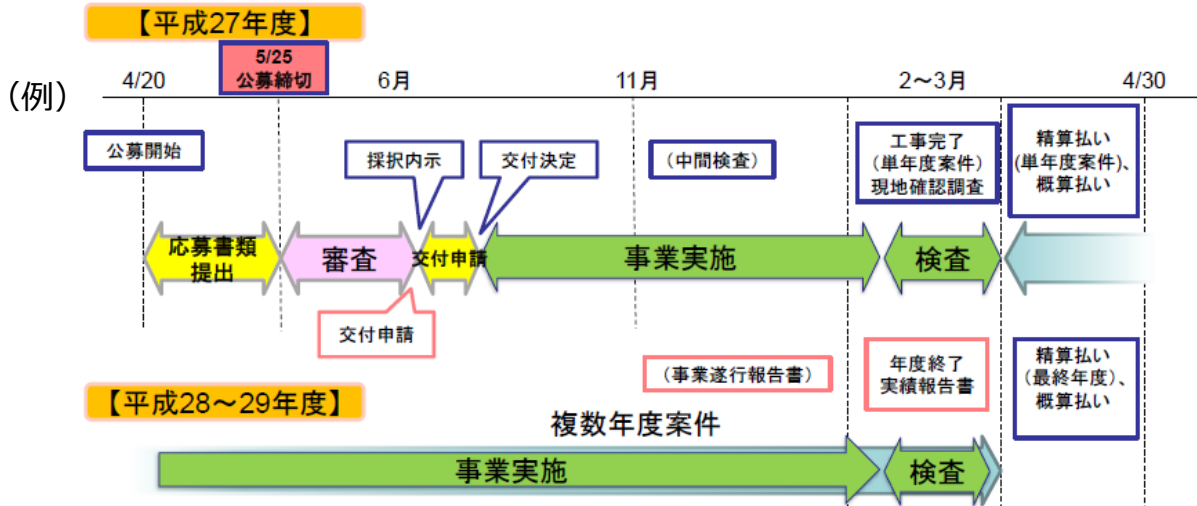 【平成27年度】
5/25
公募締切
(例)
4/20
6月
11月
2~3月
4/30
公募開始
採択内示
交付決定
(中間検査)
工事完了
(単年度案件)
現地確認調査
精算払い
(単年度案件)、
概算払い
応募書類
提出
審査
交付申請
事業実施
検査
交付申請
(事業遂行報告書)
年度終了
実績報告書
精算払い
(最終年度)、
概算払い
【平成28~29年度】
複数年度案件
事業実施
検査